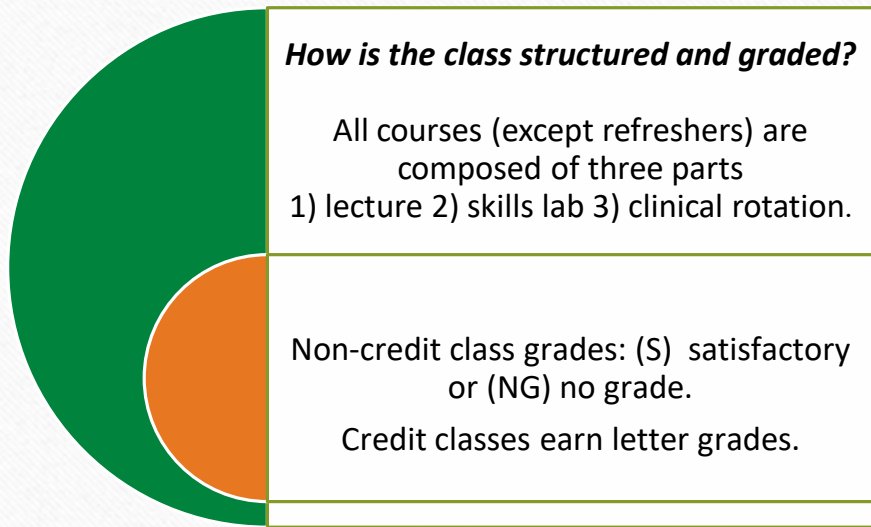 How is the class structured and graded?
All courses (except refreshers) are
composed of three parts
1) lecture 2) skills lab 3) clinical rotation.
Non-credit class grades: (S) satisfactory
or (NG) no grade.
Credit classes earn letter grades.